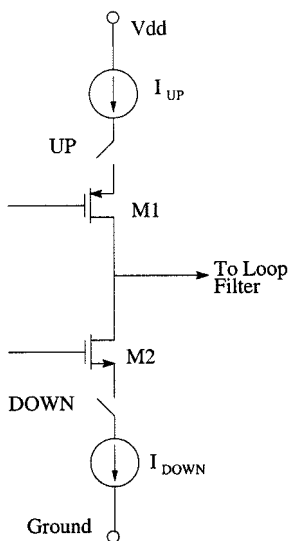 Vdd
I UP
UP
M1
To Loop
Filter
M2
DOWN
I DOWN
Ground